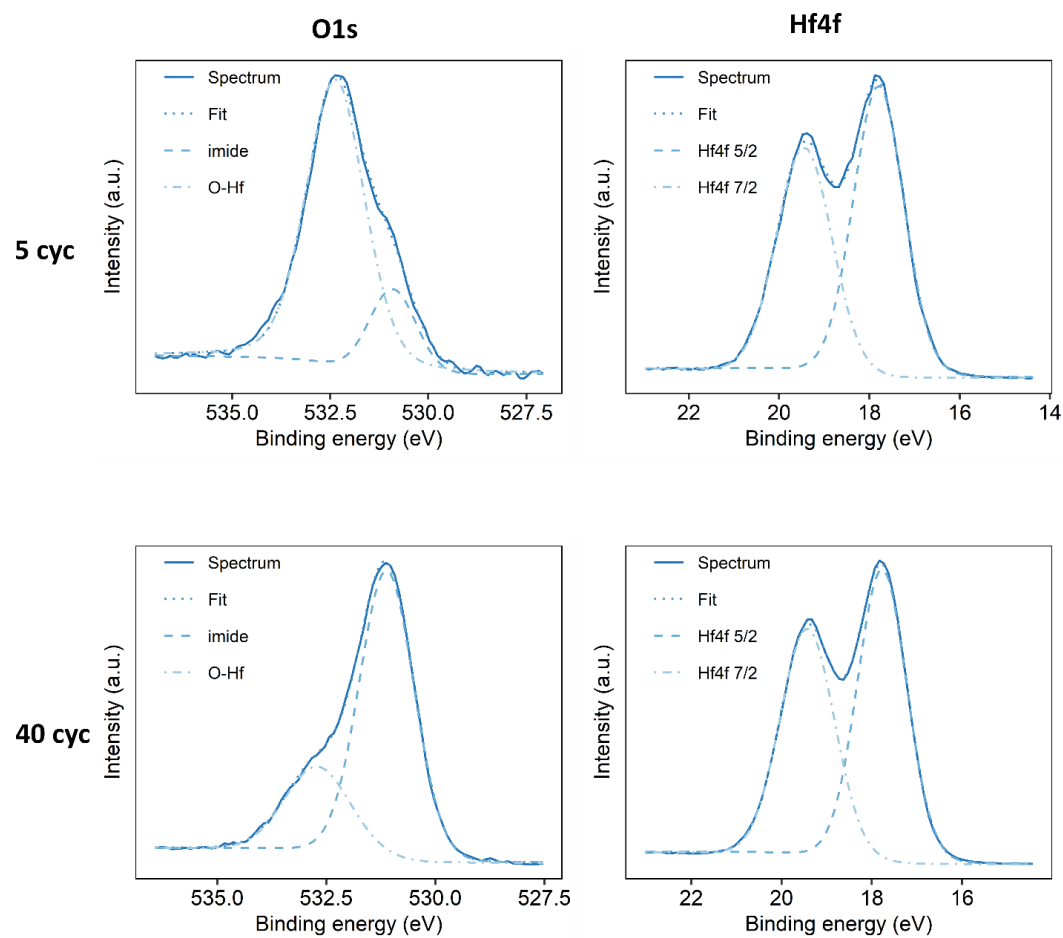 O1s
Hf4f
5 cyc
Intensity (a.u.)
Spectrum
Fit
imide
O-Hf
535.0 532.5 530.0 527.5
Binding energy (eV)
Intensity (a.u.)
Spectrum
Fit
Hf4f 5/2
Hf4f 7/2
22 20 18 16 14
Binding energy (eV)
40 cyc
Intensity (a.u.)
Spectrum
Fit
imide
O-Hf
535.0 532.5 530.0 527.5
Binding energy (eV)
Intensity (a.u.)
Spectrum
Fit
Hf4f 5/2
Hf4f 7/2
22 20 18 16
Binding energy (eV)